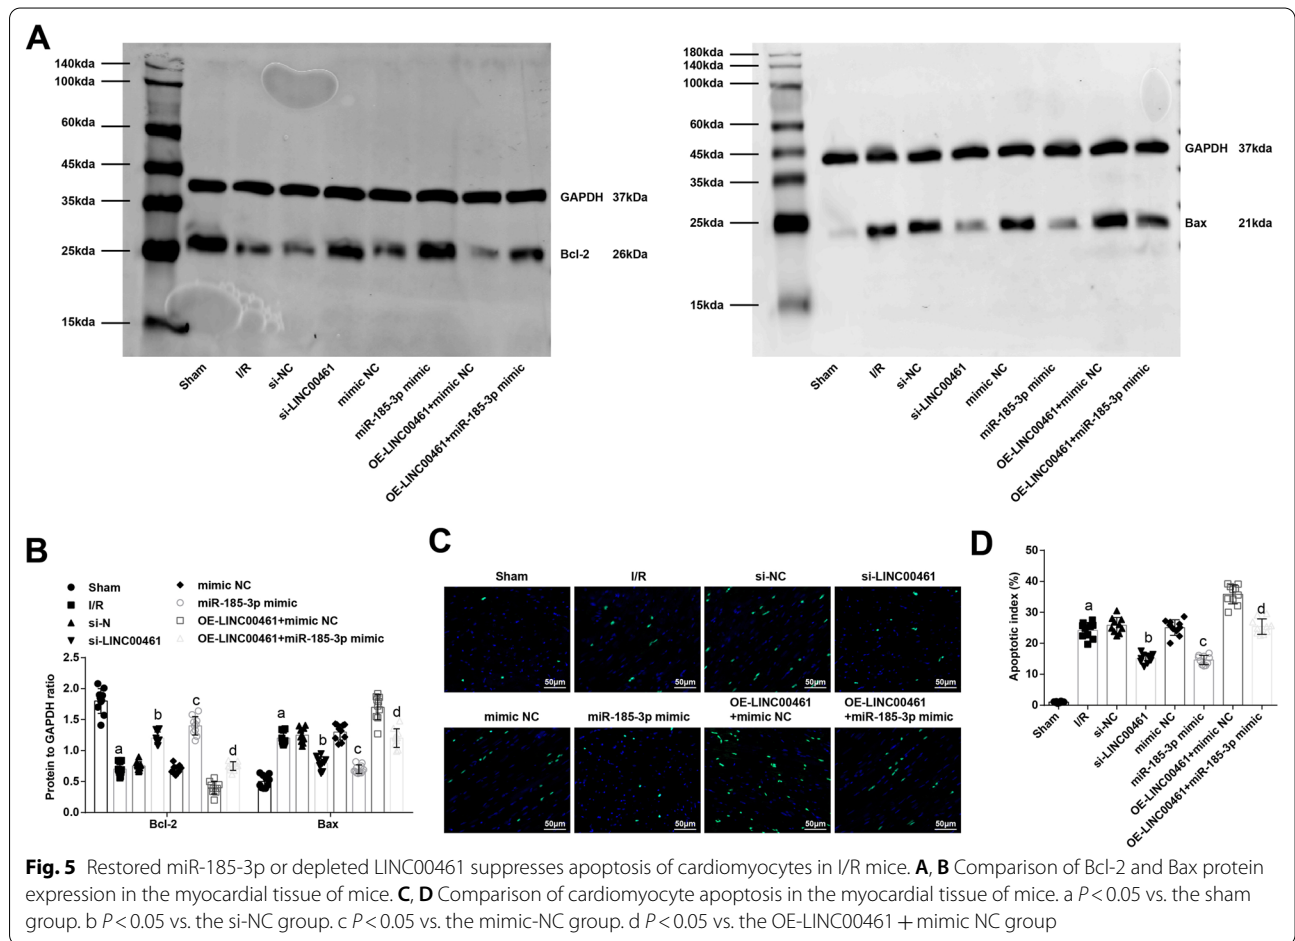 A
140kda
100kda
60kda
45kda
35kda
25kda
15kda
GAPDH 37kDa
Bcl-2 26kDa
Sham
I/R
si-NC
si-LINC00461
mimic NC
miR-185-3p mimic
OE-LINC00461+mimic NC
OE-LINC00461+miR-185-3p mimic
180kda
140kda
100kda
60kda
45kda
35kda
25kda
15kda
GAPDH 37kda
Bax 21kda
Sham
I/R
si-NC
si-LINC00461
mimic NC
miR-185-3p mimic
OE-LINC00461+mimic NC
OE-LINC00461+miR-185-3p mimic
B
Sham
I/R
si-N
si-LINC00461
mimic NC
miR-185-3p mimic
OE-LINC00461+mimic NC
OE-LINC00461+miR-185-3p mimic
Protein to GAPDH ratio
2.5
2.0
1.5
1.0
0.5
0.0
a
b
c
d
a
b
c
d
Bcl-2
Bax
C
Sham
I/R
si-NC
si-LINC00461
50μm
50μm
50μm
50μm
mimic NC
miR-185-3p mimic
OE-LINC00461
+mimic NC
OE-LINC00461
+miR-185-3p mimic
50μm
50μm
50μm
50μm
D
Apoptotic index (%)
50
40
30
20
10
0
a
b
c
d
Sham
I/R
si-NC
si-LINC00461
mimic NC
miR-185-3p mimic
OE-LINC00461+mimic NC
OE-LINC00461+miR-185-3p mimic
Fig. 5 Restored miR-185-3p or depleted LINC00461 suppresses apoptosis of cardiomyocytes in I/R mice. A, B Comparison of Bcl-2 and Bax protein
expression in the myocardial tissue of mice. C, D Comparison of cardiomyocyte apoptosis in the myocardial tissue of mice. a P < 0.05 vs. the sham
group. b P < 0.05 vs. the si-NC group. c P < 0.05 vs. the mimic-NC group. d P < 0.05 vs. the OE-LINC00461 + mimic NC group